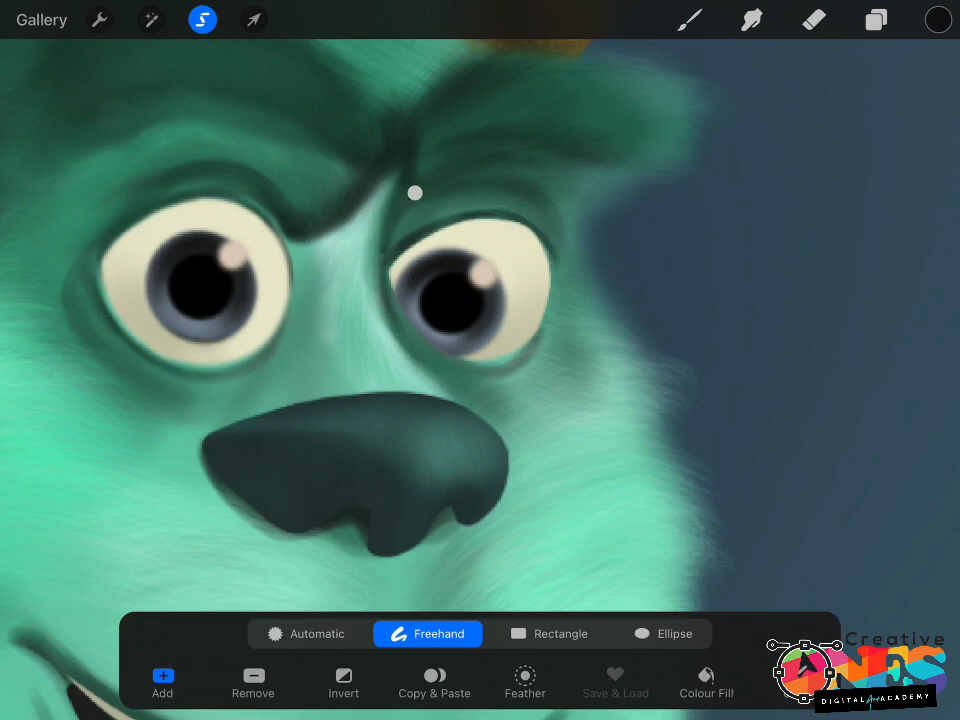 Gallery
Automatic Freehand Rectangle Ellipse
Add Remove Invert Copy & Paste Feather Save & Load Colour Fill
Creative
DIGITAL Art ACADEMY